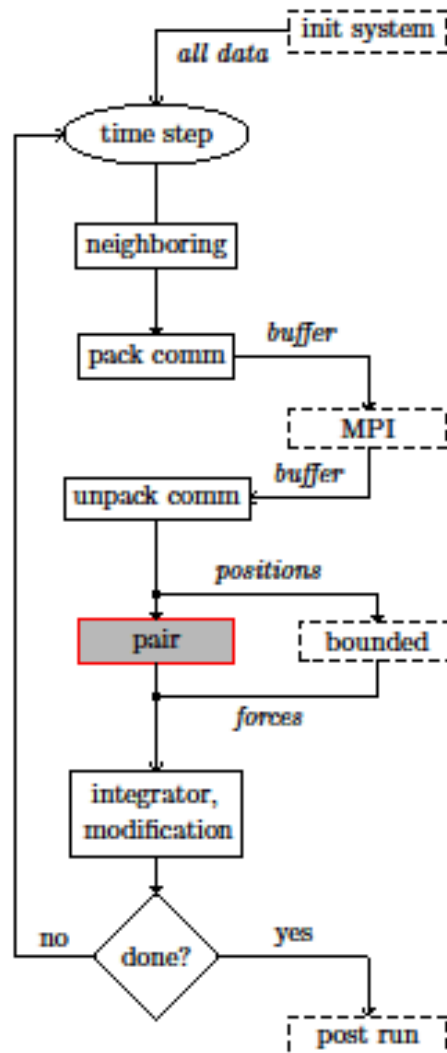 init system
all data
time step
neighboring
pack comm
buffer
MPI
buffer
unpack comm
positions
pair
bounded
forces
integrator,
modification
no
done?
yes
post run